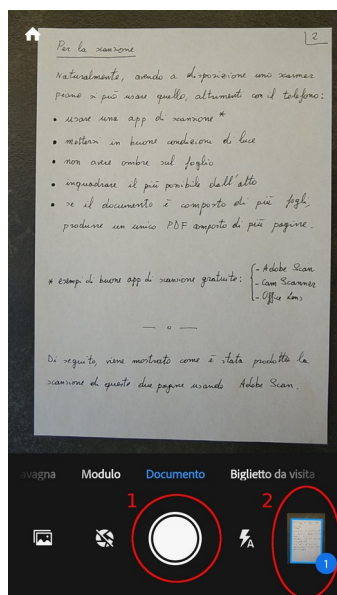 2
Per la scansione
Naturalmente, avendo a disposizione uno scanner
piano si può usare quello, altrimenti con il telefono:
• usare una app di scansione *
• mettersi in buone condizioni di luce
• non avere ombre sul foglio
• inquadrare il più possibile dall'alto
• se il documento è composto di più fogli,
produrre un unico PDF composto di più pagine.
* esempi di buone app di scansione gratuite:
- Adobe Scan
- Cam Scanner
- Office Lens
— o —
Di seguito, viene mostrato come è stata prodotta la
scansione di queste due pagine usando Adobe Scan.
avagna Modulo Documento Biglietto da visita
1 2
A
1